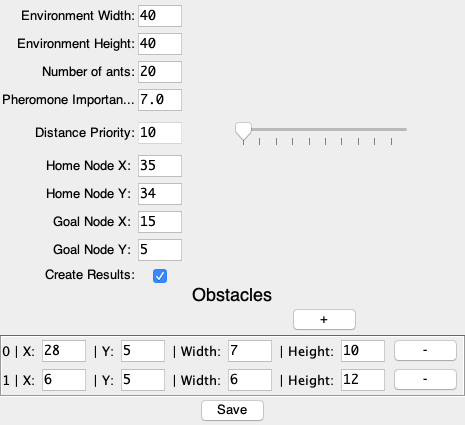 Environment Width: 40
Environment Height: 40
Number of ants: 20
Pheromone Importan... 7.0
Distance Priority: 10
Home Node X: 35
Home Node Y: 34
Goal Node X: 15
Goal Node Y: 5
Create Results:
Obstacles
+
0 | X: 28 | Y: 5 | Width: 7 | Height: 10 -
1 | X: 6 | Y: 5 | Width: 6 | Height: 12 -
Save